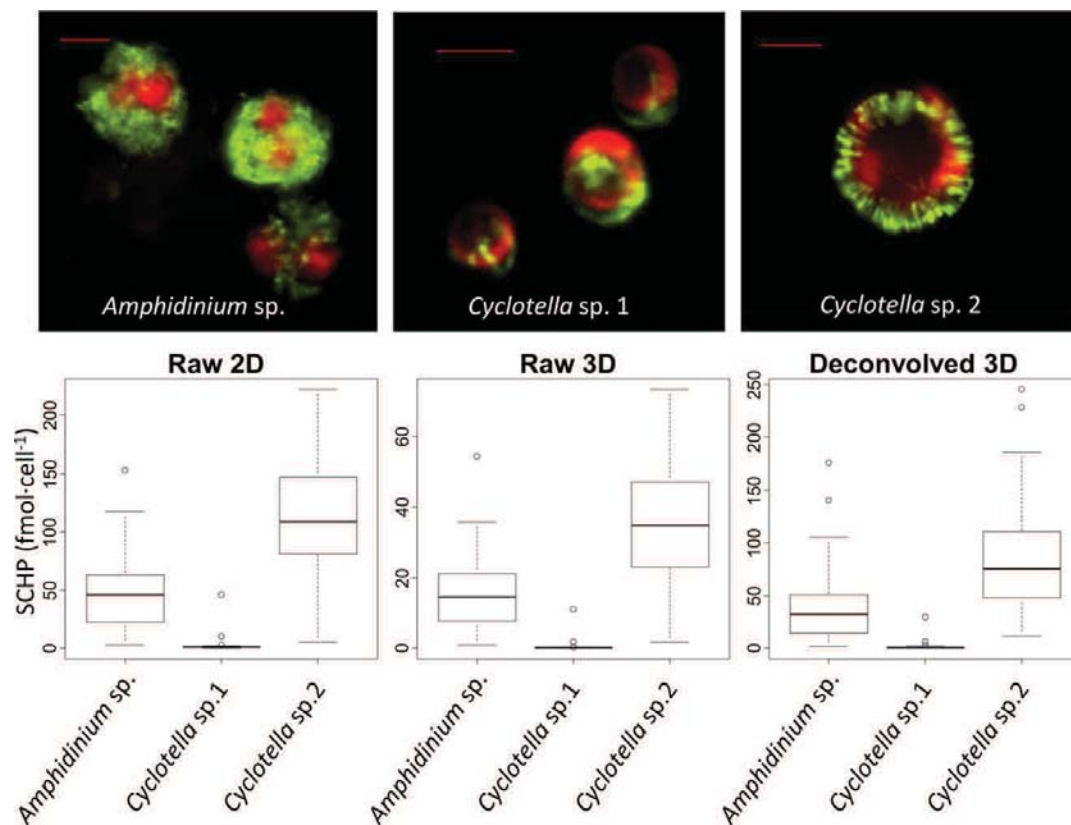 Amphidinium sp.
Cyclotella sp. 1
Cyclotella sp. 2
Raw 2D
Raw 3D
Deconvolved 3D
SCHP (fmol·cell-1)
0
50
100
150
200
0
20
40
60
0
50
100
150
200
250
Amphidinium sp.
Cyclotella sp.1
Cyclotella sp.2
Amphidinium sp.
Cyclotella sp.1
Cyclotella sp.2
Amphidinium sp.
Cyclotella sp.1
Cyclotella sp.2